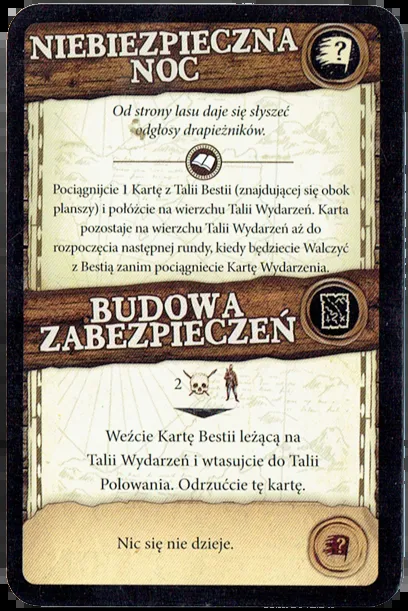 NIEBIEZPIECZNA
NOC
?
Od strony lasu daje się słyszeć
odgłosy drapieżników.
Pociągnijcie 1 Kartę z Talii Bestii (znajdującej się obok
planszy) i połóżcie na wierzchu Talii Wydarzeń. Karta
pozostaje na wierzchu Talii Wydarzeń aż do
rozpoczęcia następnej rundy, kiedy będziecie Walczyć
z Bestią zanim pociągniecie Kartę Wydarzenia.
BUDOWA
ZABEZPIECZEŃ
2
Weźcie Kartę Bestii leżącą na
Talii Wydarzeń i wtasujcie do Talii
Polowania. Odrzućcie tę kartę.
Nic się nie dzieje.
?